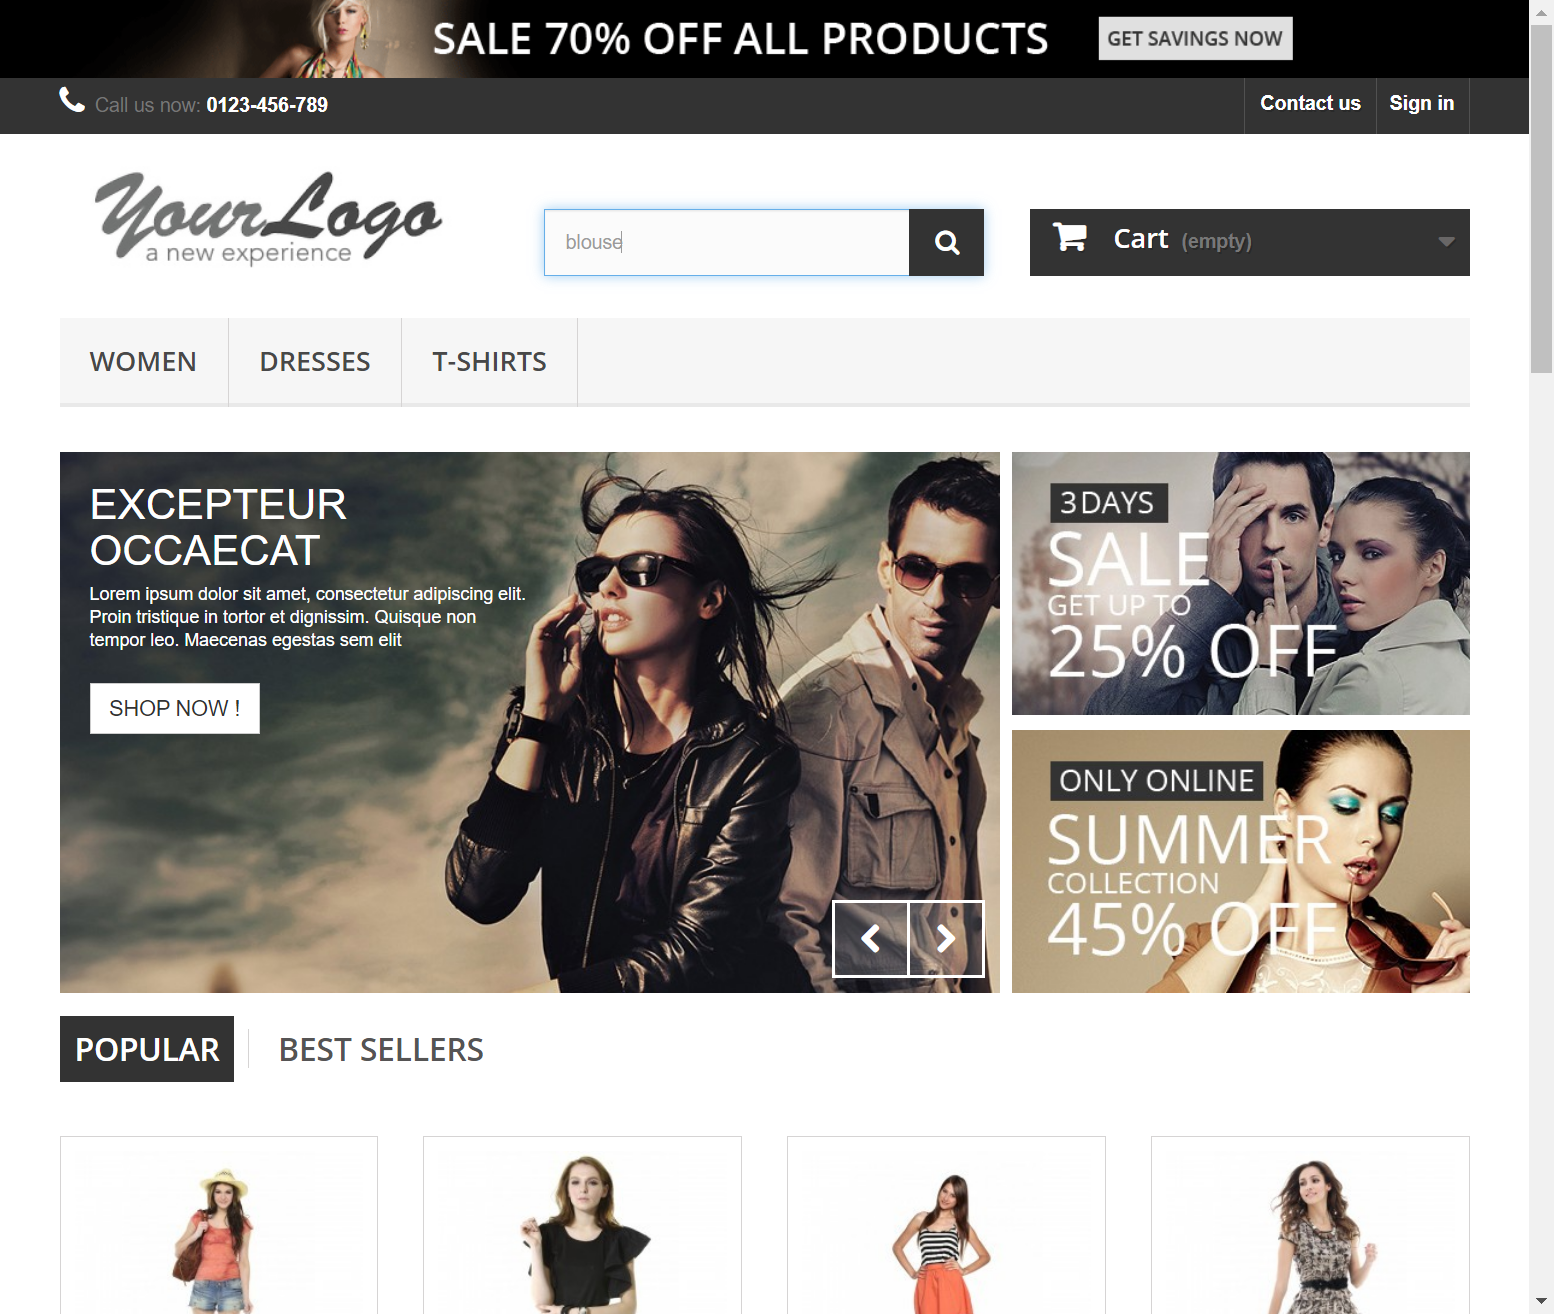 SALE 70% OFF ALL PRODUCTS GET SAVINGS NOW
Call us now: 0123-456-789 Contact us Sign in
YourLogo
a new experience
blouse
Cart (empty)
WOMEN DRESSES T-SHIRTS
EXCEPTEUR
OCCAECAT
Lorem ipsum dolor sit amet, consectetur adipiscing elit.
Proin tristique in tortor et dignissim. Quisque non
tempor leo. Maecenas egestas sem elit
SHOP NOW !
3 DAYS
SALE
GET UP TO
25% OFF
ONLY ONLINE
SUMMER
COLLECTION
45% OFF
POPULAR BEST SELLERS